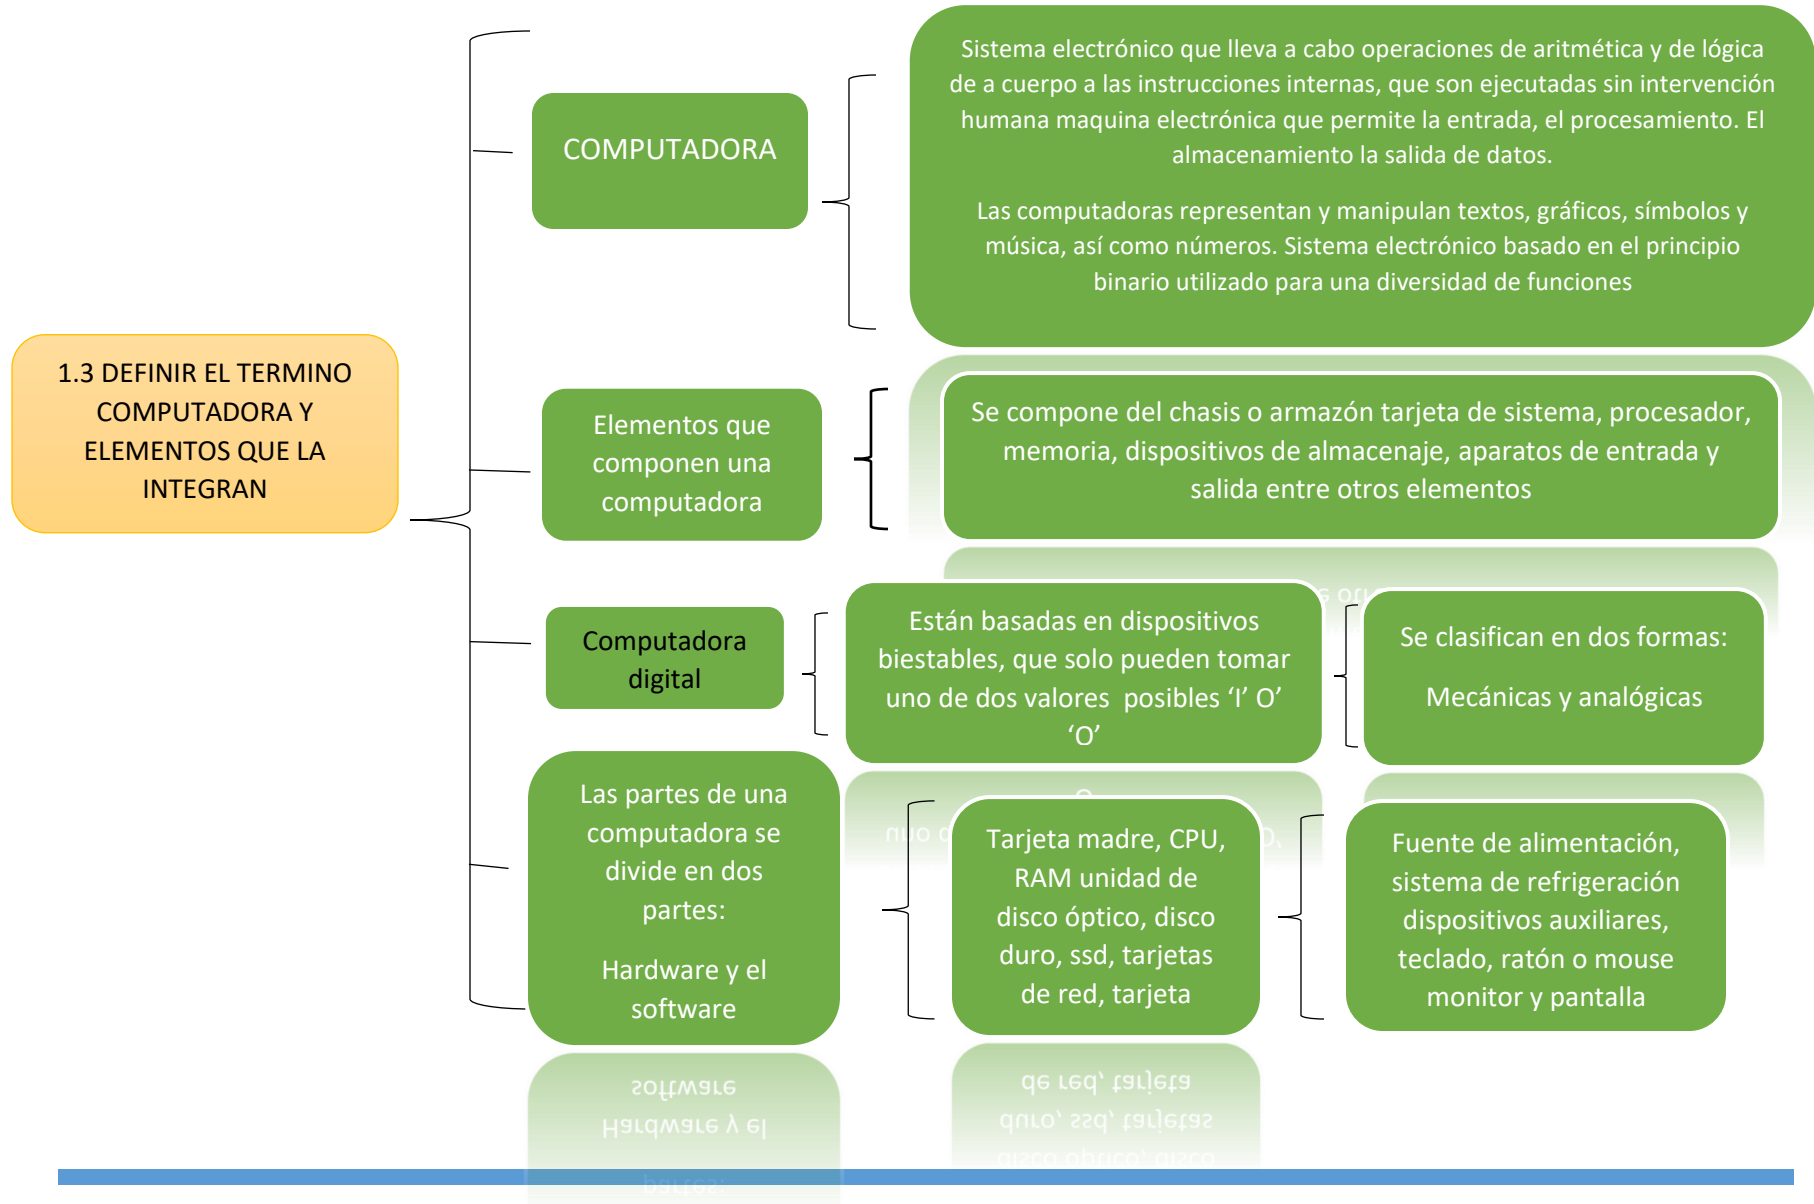 1.3 DEFINIR EL TERMINO
COMPUTADORA Y
ELEMENTOS QUE LA
INTEGRAN
COMPUTADORA
Sistema electrónico que lleva a cabo operaciones de aritmética y de lógica
de a cuerpo a las instrucciones internas, que son ejecutadas sin intervención
humana maquina electrónica que permite la entrada, el procesamiento. El
almacenamiento la salida de datos.
Las computadoras representan y manipulan textos, gráficos, símbolos y
música, así como números. Sistema electrónico basado en el principio
binario utilizado para una diversidad de funciones
Elementos que
componen una
computadora
Se compone del chasis o armazón tarjeta de sistema, procesador,
memoria, dispositivos de almacenaje, aparatos de entrada y
salida entre otros elementos
Computadora
digital
Están basadas en dispositivos
biestables, que solo pueden tomar
uno de dos valores  posibles ‘I’ O’
‘O’
Se clasifican en dos formas:
Mecánicas y analógicas
Las partes de una
computadora se
divide en dos
partes:
Hardware y el
software
Tarjeta madre, CPU,
RAM unidad de
disco óptico, disco
duro, ssd, tarjetas
de red, tarjeta
Fuente de alimentación,
sistema de refrigeración
dispositivos auxiliares,
teclado, ratón o mouse
monitor y pantalla